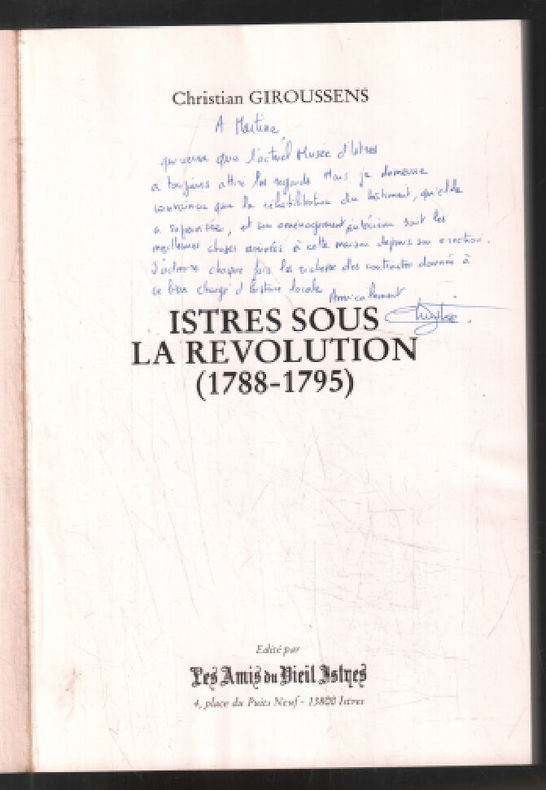 Christian GIROUSSENS
A Martine,
qui verra que l'actuel Musée d'Istres
a toujours attiré les regards. Mais je demeure
convaincu que la réhabilitation du bâtiment, qu'elle
a supervisée, et son aménagement intérieur sont les
meilleures choses arrivées à cette maison depuis son érection.
J'admire chaque fois la richesse des contrastes donnés à
ce lieu chargé d'histoire locale
Amicalement
ISTRES SOUS
LA REVOLUTION
(1788-1795)
Edité par
Les Amis du Vieil Istres
4, place du Puits Neuf - 13800 Istres